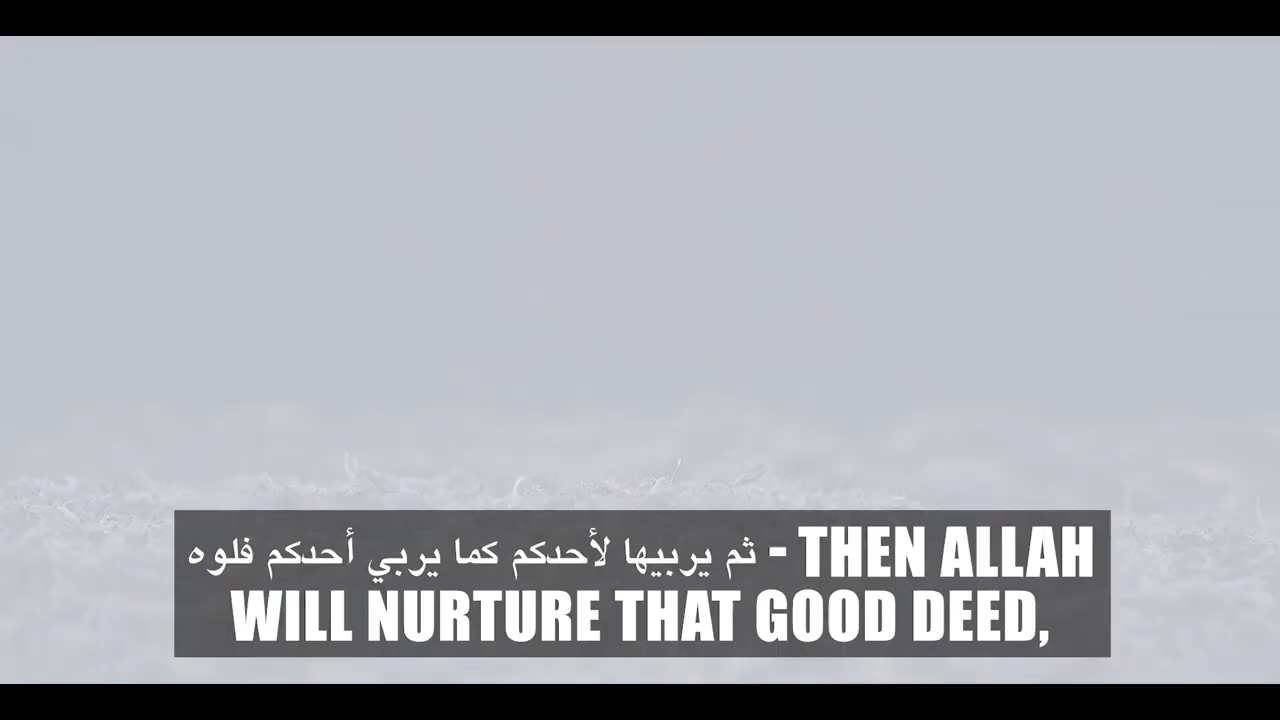 ثم يربيها لأحدكم كما يربي أحدكم فلوه - THEN ALLAH
WILL NURTURE THAT GOOD DEED,